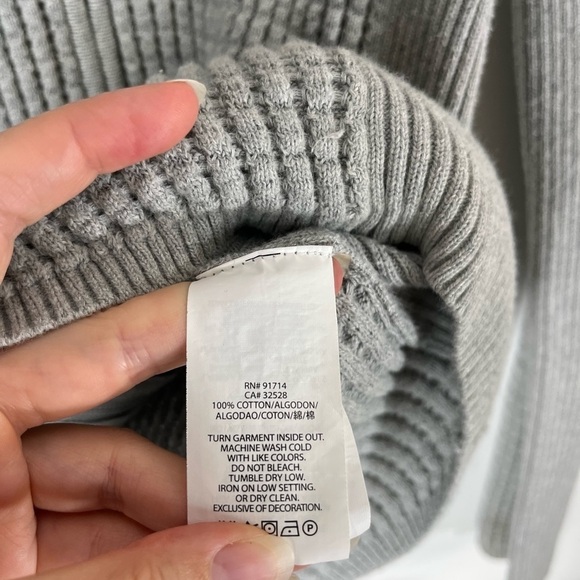 RN# 91714
CA# 32528
100% COTTON/ALGODON/
ALGODAO/COTON/綿/棉
TURN GARMENT INSIDE OUT.
MACHINE WASH COLD
WITH LIKE COLORS.
DO NOT BLEACH.
TUMBLE DRY LOW.
IRON ON LOW SETTING.
OR DRY CLEAN.
EXCLUSIVE OF DECORATION.